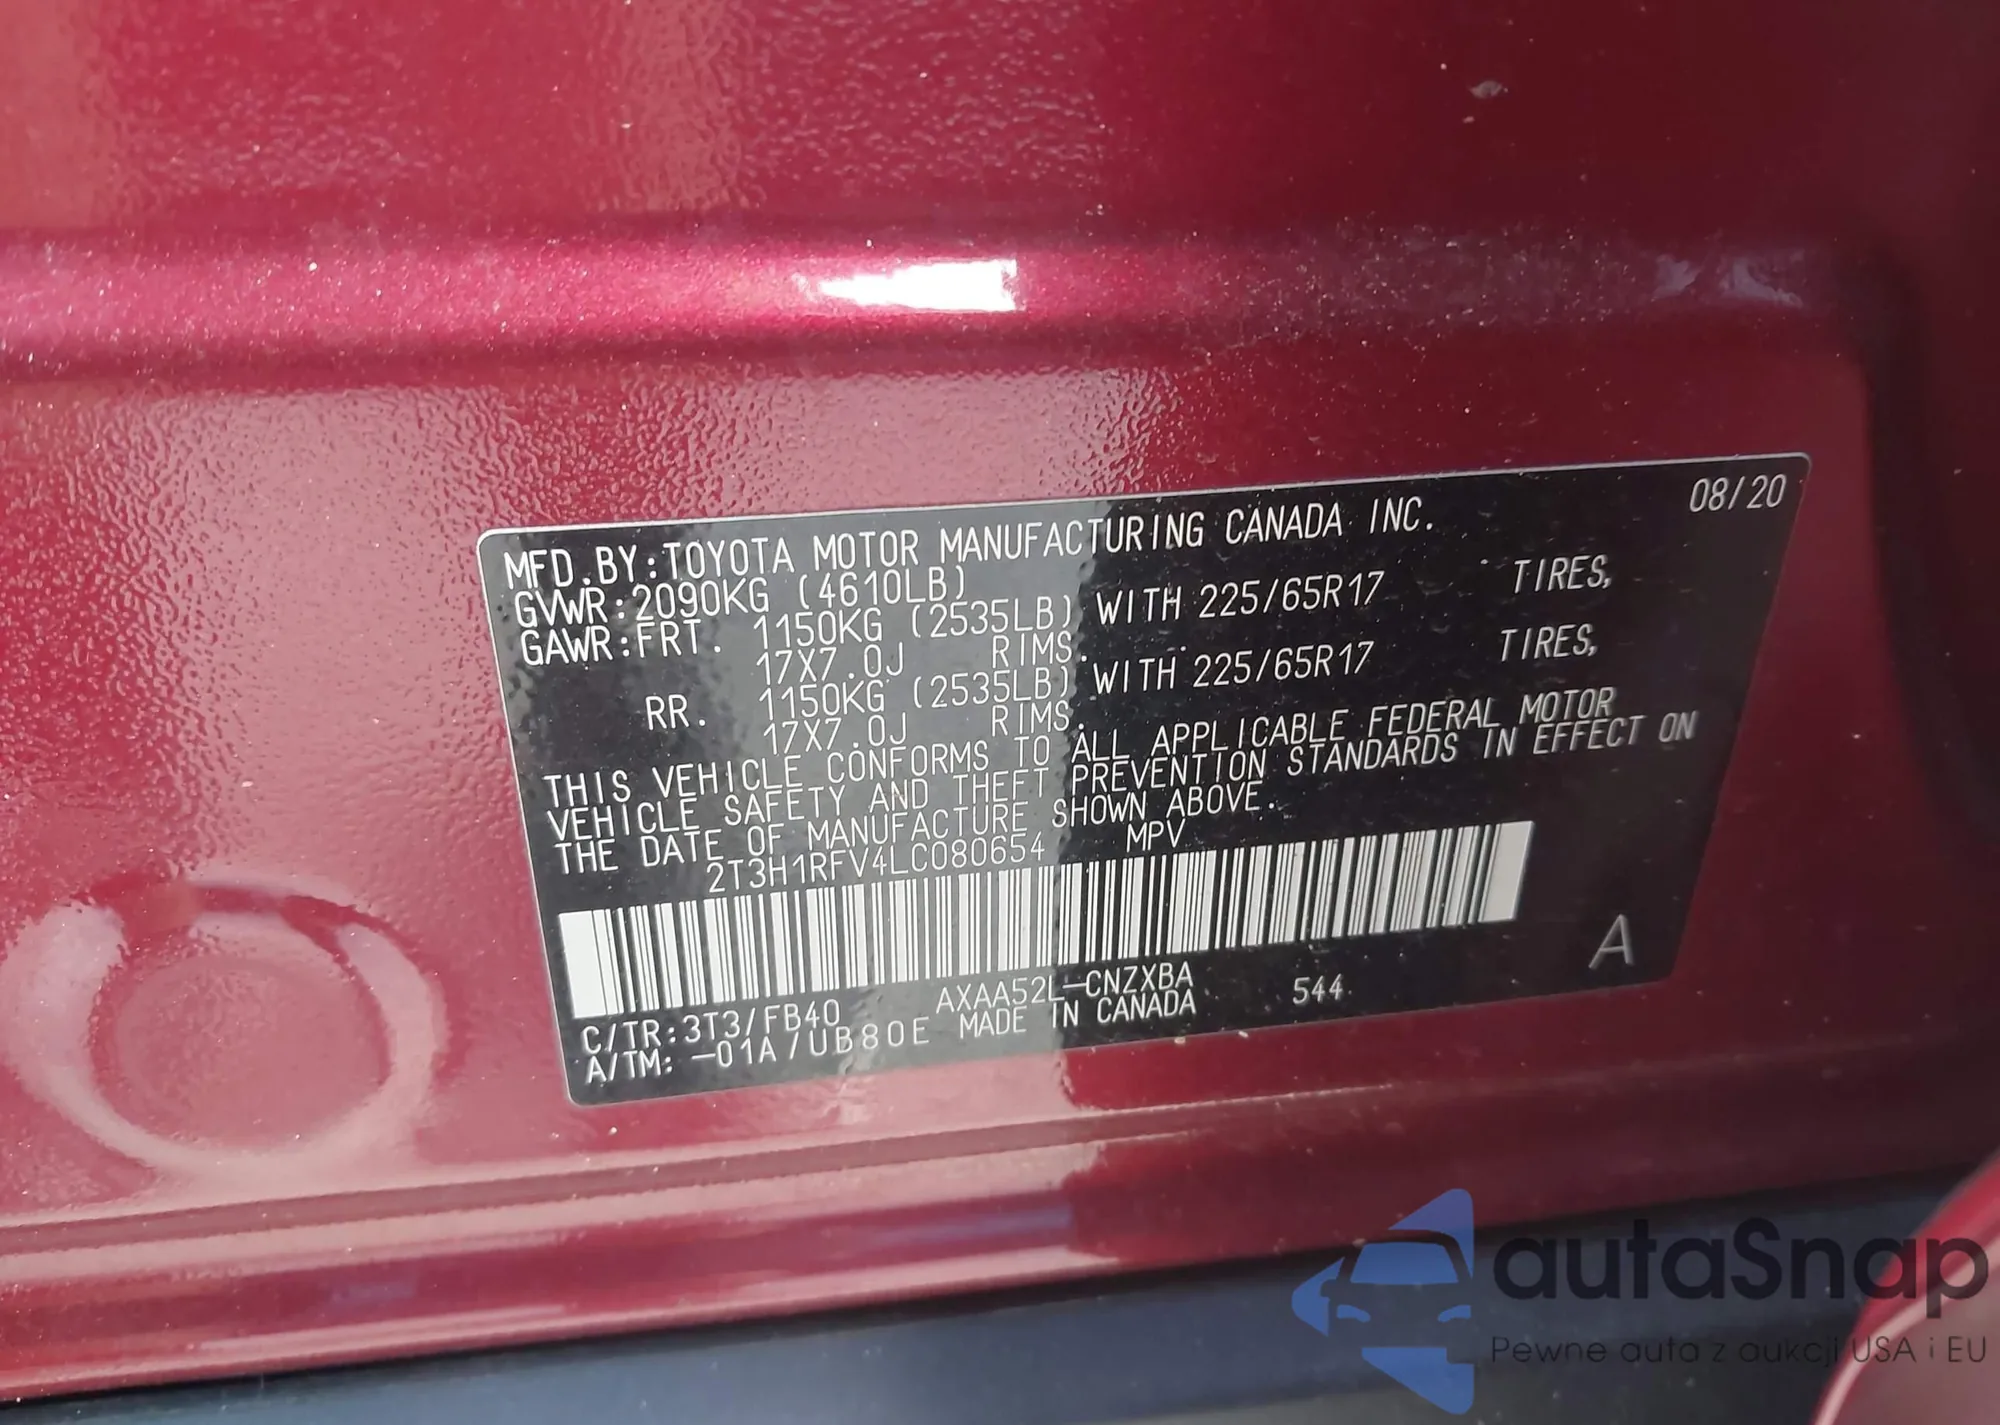 08/20
MFD.BY:TOYOTA MOTOR MANUFACTURING CANADA INC.
GVWR:2090KG (4610LB)
GAWR:FRT. 1150KG (2535LB) WITH 225/65R17 TIRES,
17X7.0J RIMS.
RR. 1150KG (2535LB) WITH 225/65R17 TIRES,
17X7.0J RIMS.
THIS VEHICLE CONFORMS TO ALL APPLICABLE FEDERAL MOTOR
VEHICLE SAFETY AND THEFT PREVENTION STANDARDS IN EFFECT ON
THE DATE OF MANUFACTURE SHOWN ABOVE.
2T3H1RFV4LC080654 MPV
C/TR:3T3/FB40 AXAA52L-CNZXBA 544 A
A/TM:-01A/UB80E MADE IN CANADA
autaSnap
Pewne auta z aukcji USA i EU